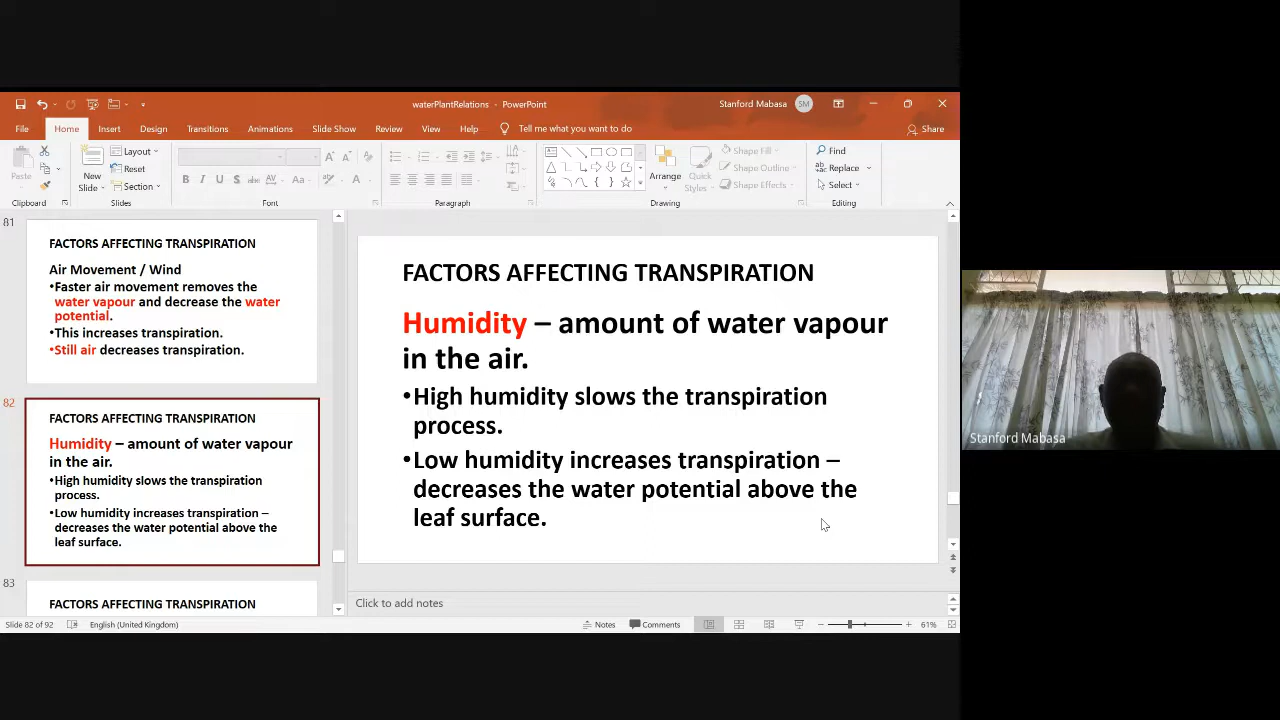 waterPlantRelations - PowerPoint
Stanford Mabasa
SM
File
Home
Insert
Design
Transitions
Animations
Slide Show
Review
View
Help
Tell me what you want to do
Share
Paste
New
Slide
Layout
Reset
Section
B I U S abc AV Aa A
Arrange
Quick
Styles
Shape Fill
Shape Outline
Shape Effects
Find
Replace
Select
Clipboard
Slides
Font
Paragraph
Drawing
Editing
81
FACTORS AFFECTING TRANSPIRATION
Air Movement / Wind
•Faster air movement removes the
water vapour and decrease the water
potential.
•This increases transpiration.
•Still air decreases transpiration.
82
FACTORS AFFECTING TRANSPIRATION
Humidity – amount of water vapour
in the air.
•High humidity slows the transpiration
process.
•Low humidity increases transpiration –
decreases the water potential above the
leaf surface.
83
FACTORS AFFECTING TRANSPIRATION
FACTORS AFFECTING TRANSPIRATION
Humidity – amount of water vapour
in the air.
•High humidity slows the transpiration
process.
•Low humidity increases transpiration –
decreases the water potential above the
leaf surface.
Click to add notes
Slide 82 of 92
English (United Kingdom)
Notes
Comments
61%
Stanford Mabasa